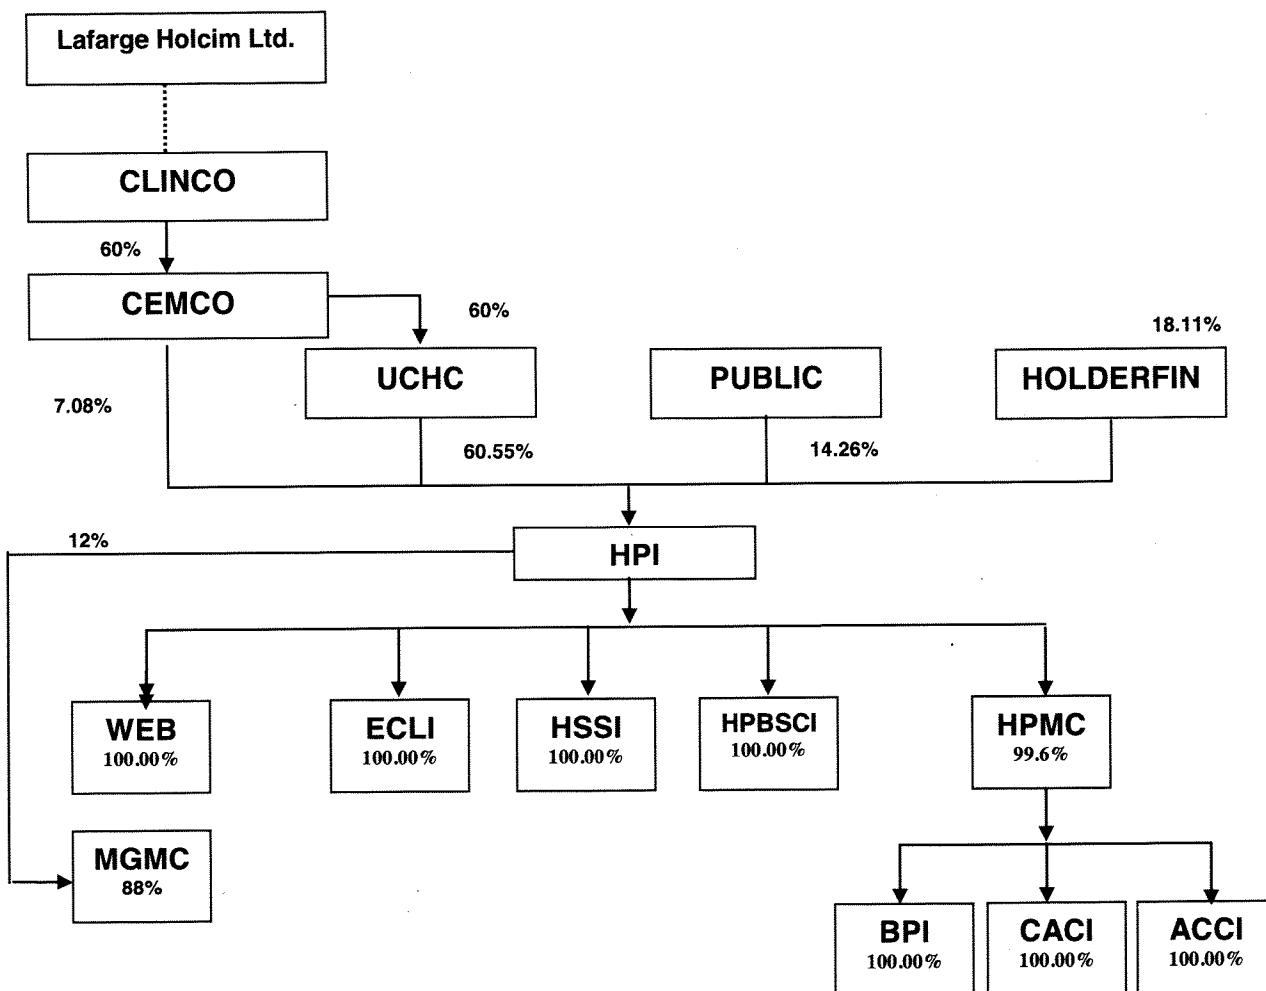 Lafarge Holcim Ltd.
CLINCO
60%
CEMCO
60%
18.11%
UCHC
PUBLIC
HOLDERFIN
7.08%
60.55%
14.26%
12%
HPI
WEB
100.00%
ECLI
100.00%
HSSI
100.00%
HPBSCI
100.00%
HPMC
99.6%
MGMC
88%
BPI
100.00%
CACI
100.00%
ACCI
100.00%